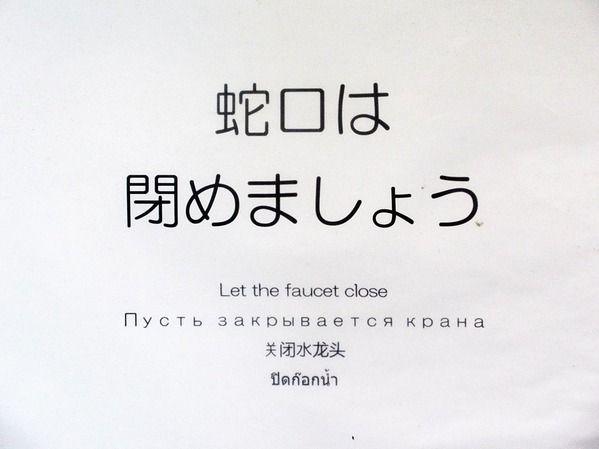 蛇口は
閉めましょう
Let the faucet close
Пусть закрывается крана
关闭水龙头
ปิดก๊อกน้ำ